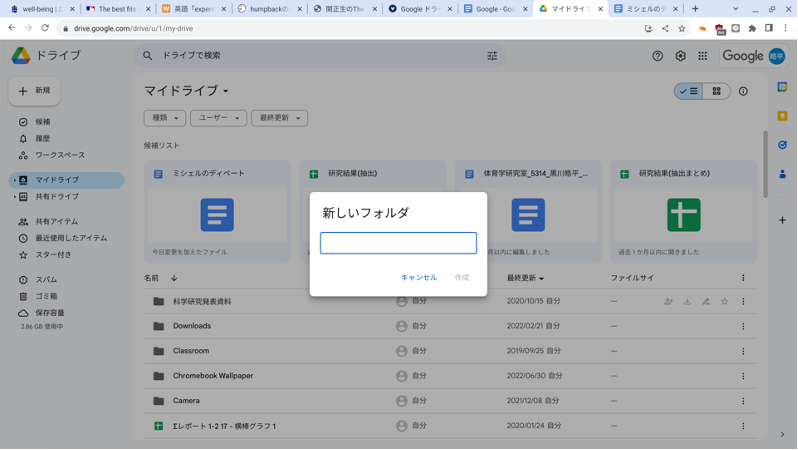 well-being | D
The best fits
英語「exper
humpbackの
関正生のThe
Google ドラ
Google - Goo
マイドライブ
ミシェルのデ
drive.google.com/drive/u/1/my-drive
ドライブ
ドライブで検索
Google
皓平
新規
マイドライブ
候補
履歴
ワークスペース
マイドライブ
共有ドライブ
共有アイテム
最近使用したアイテム
スター付き
スパム
ゴミ箱
保存容量
2.86 GB 使用中
種類
ユーザー
最終更新
候補リスト
ミシェルのディベート
研究結果(抽出)
体育学研究室_5314_黒川皓平_...
研究結果(抽出まとめ)
今日変更を加えたファイル
月以内に編集しました
過去 1 か月以内に開きました
新しいフォルダ
キャンセル
作成
名前
最終更新
ファイルサイ
科学研究発表資料
自分
2020/10/15 自分
—
Downloads
自分
2022/02/21 自分
—
Classroom
自分
2019/09/25 自分
—
Chromebook Wallpaper
自分
2022/06/30 自分
—
Camera
自分
2021/12/08 自分
—
Σレポート 1-2 17 - 横棒グラフ 1
自分
2020/01/24 自分
—